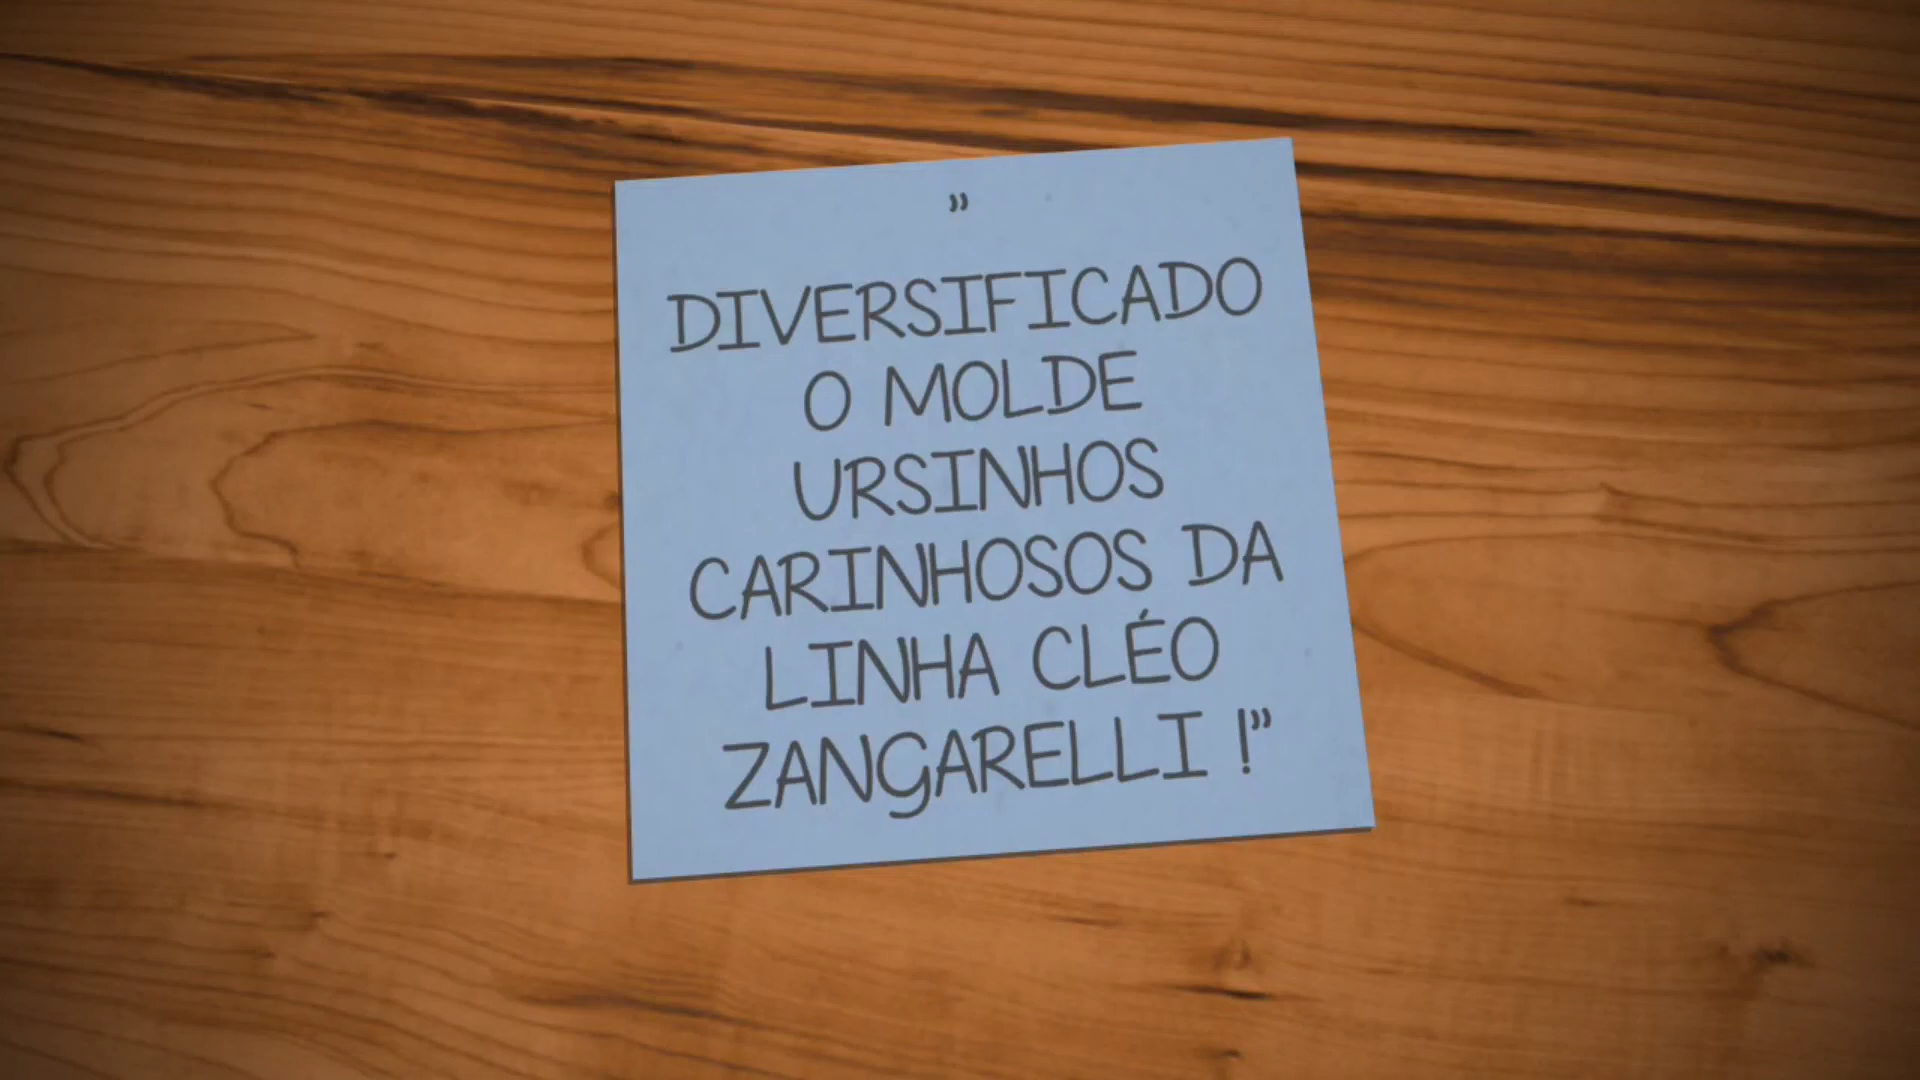 ”
DIVERSIFICADO
O MOLDE
URSINHOS
CARINHOSOS DA
LINHA CLÉO
ZANGARELLI !”